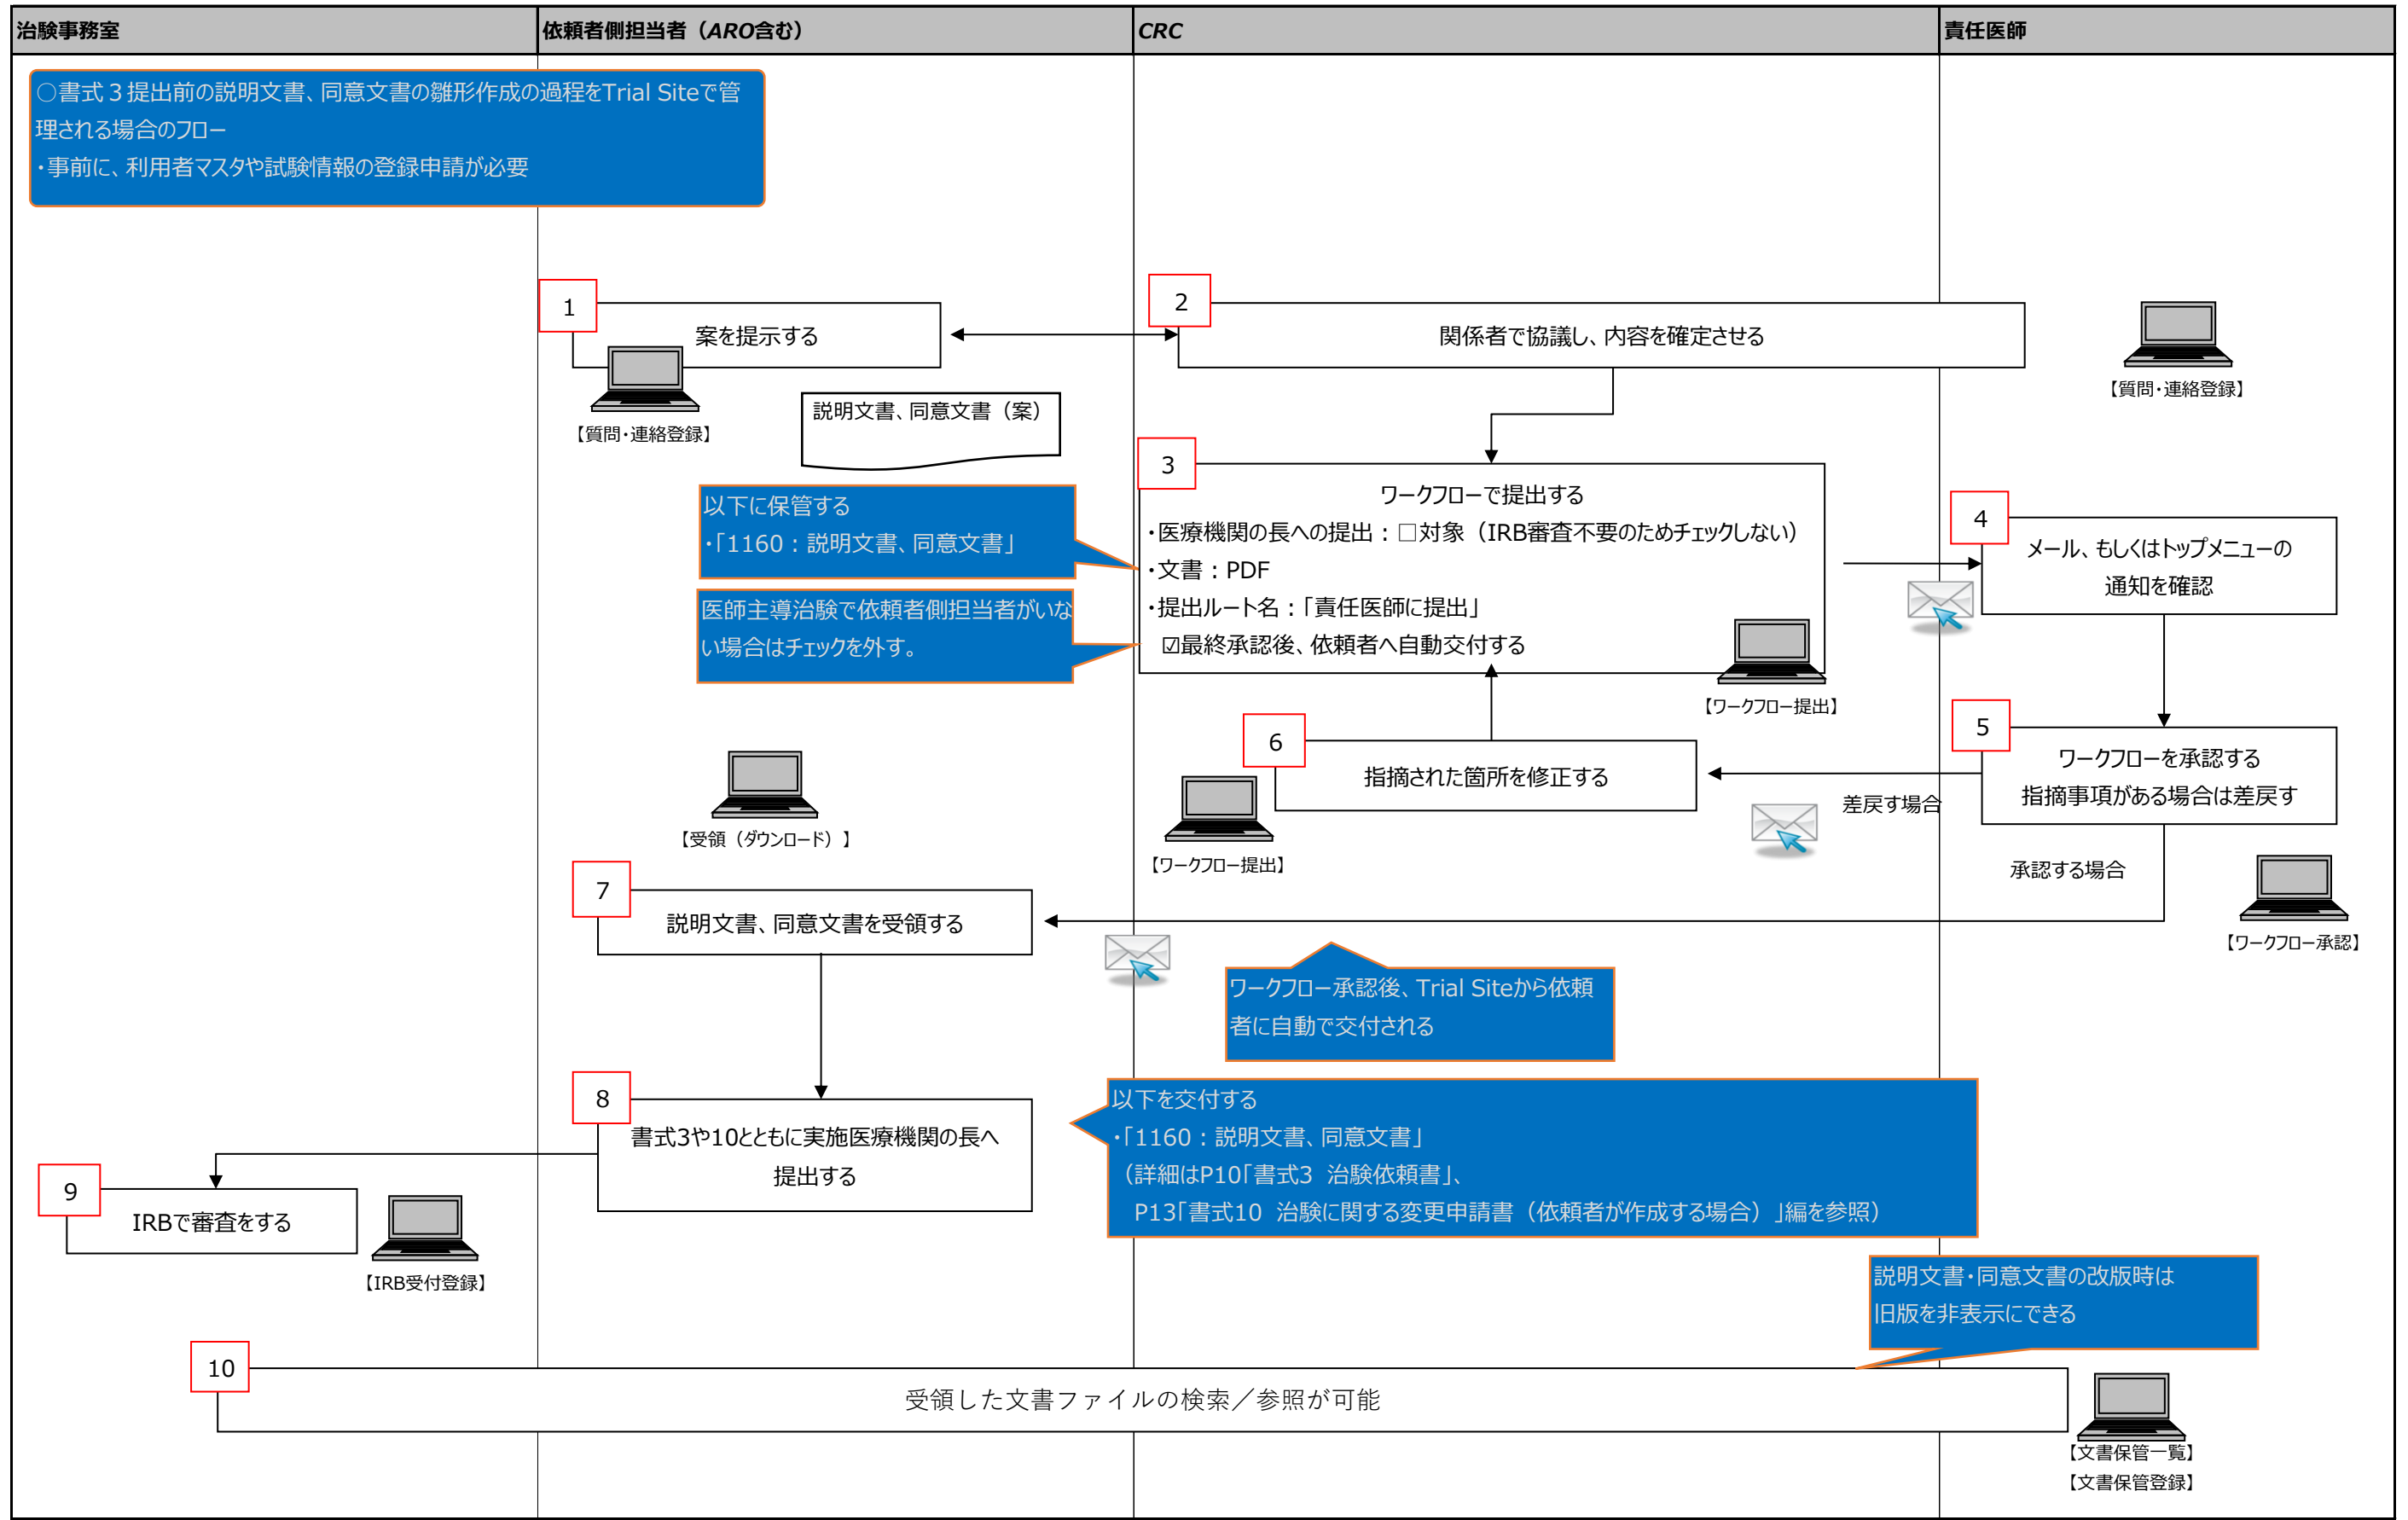 治験事務室
依頼者側担当者（ARO含む）
CRC
責任医師
○書式３提出前の説明文書、同意文書の雛形作成の過程をTrial Siteで管
理される場合のフロー
・事前に、利用者マスタや試験情報の登録申請が必要
1
案を提示する
【質問・連絡登録】
説明文書、同意文書（案）
2
関係者で協議し、内容を確定させる
【質問・連絡登録】
3
ワークフローで提出する
・医療機関の長への提出：□対象（IRB審査不要のためチェックしない）
・文書：PDF
・提出ルート名：「責任医師に提出」
☑最終承認後、依頼者へ自動交付する
【ワークフロー提出】
以下に保管する
・「1160：説明文書、同意文書」
医師主導治験で依頼者側担当者がいな
い場合はチェックを外す。
4
メール、もしくはトップメニューの
通知を確認
5
ワークフローを承認する
指摘事項がある場合は差戻す
差戻す場合
承認する場合
【ワークフロー承認】
6
指摘された箇所を修正する
【ワークフロー提出】
【受領（ダウンロード）】
7
説明文書、同意文書を受領する
ワークフロー承認後、Trial Siteから依頼
者に自動で交付される
8
書式3や10とともに実施医療機関の長へ
提出する
以下を交付する
・「1160：説明文書、同意文書」
（詳細はP10「書式3 治験依頼書」、
P13「書式10 治験に関する変更申請書（依頼者が作成する場合）」編を参照）
9
IRBで審査をする
【IRB受付登録】
説明文書・同意文書の改版時は
旧版を非表示にできる
10
受領した文書ファイルの検索／参照が可能
【文書保管一覧】
【文書保管登録】